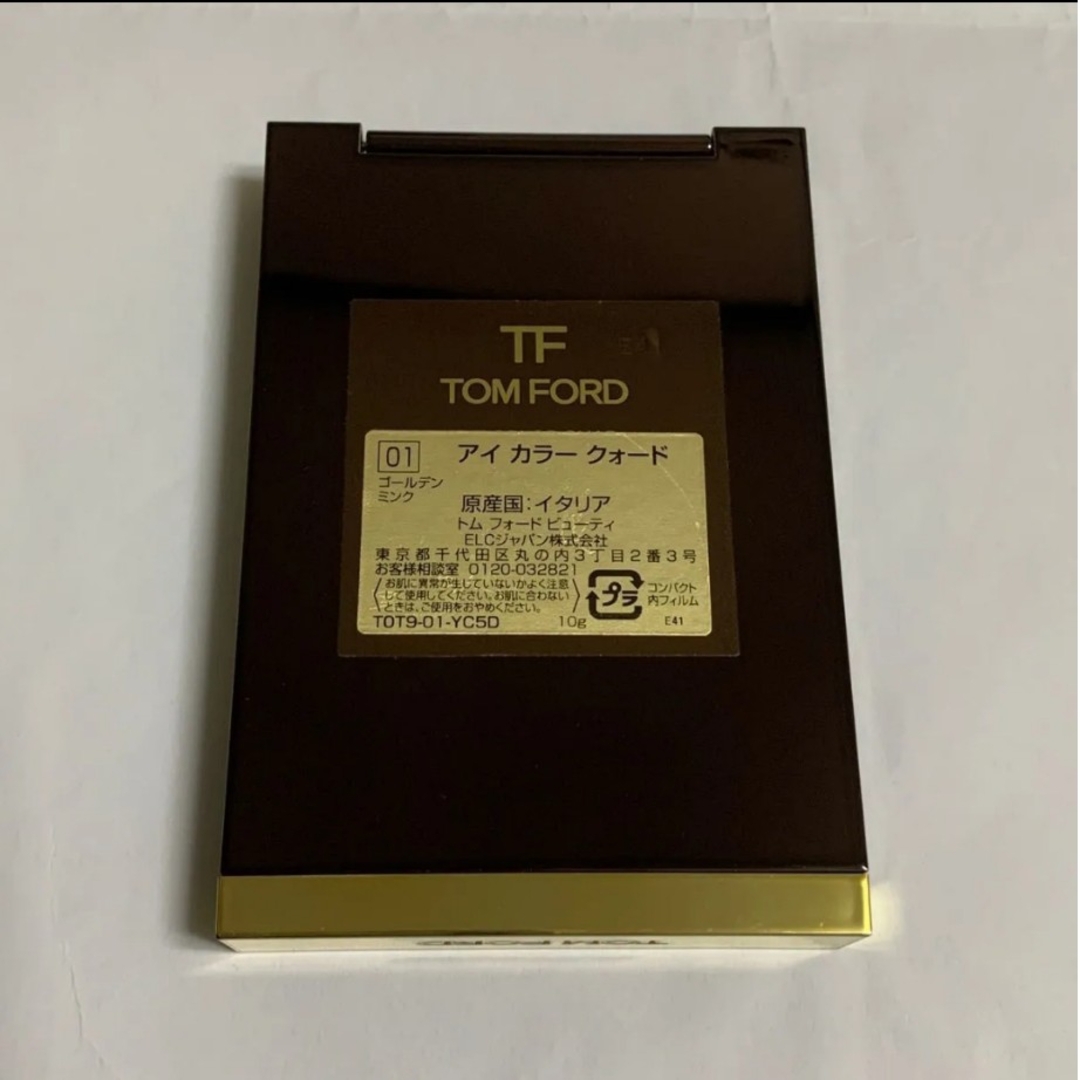 TF
TOM FORD
01 アイ カラー クォード
ゴールデン
ミンク
原産国:イタリア
トム フォード ビューティ
ELCジャパン株式会社
東京都千代田区丸の内3丁目2番3号
お客様相談室 0120-032821
お肌に異常が生じていないかよく注意
して使用してください。お肌に合わない
ときは、ご使用をおやめください。
プラ
コンパクト
内フィルム
T0T9-01-YC5D 10g E41
TOM FORD